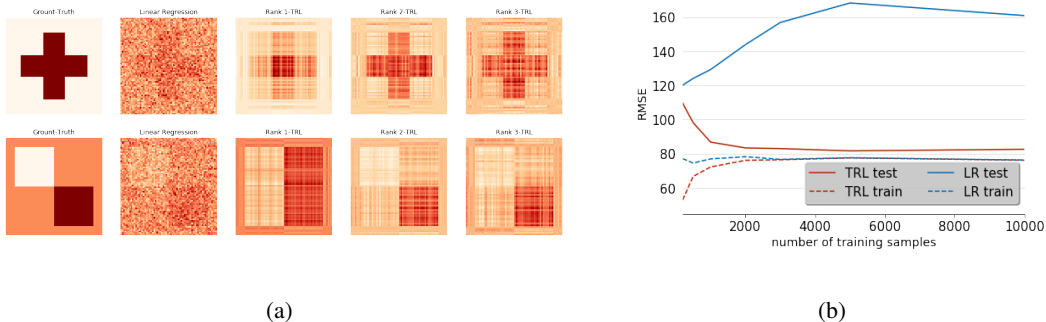 Grount-Truth Linear Regression Rank 1-TRL Rank 2-TRL Rank 3-TRL
Grount-Truth Linear Regression Rank 1-TRL Rank 2-TRL Rank 3-TRL
(a)
160
140
120
100
80
60
RMSE
TRL test LR test
TRL train LR train
2000 4000 6000 8000 10000
number of training samples
(b)